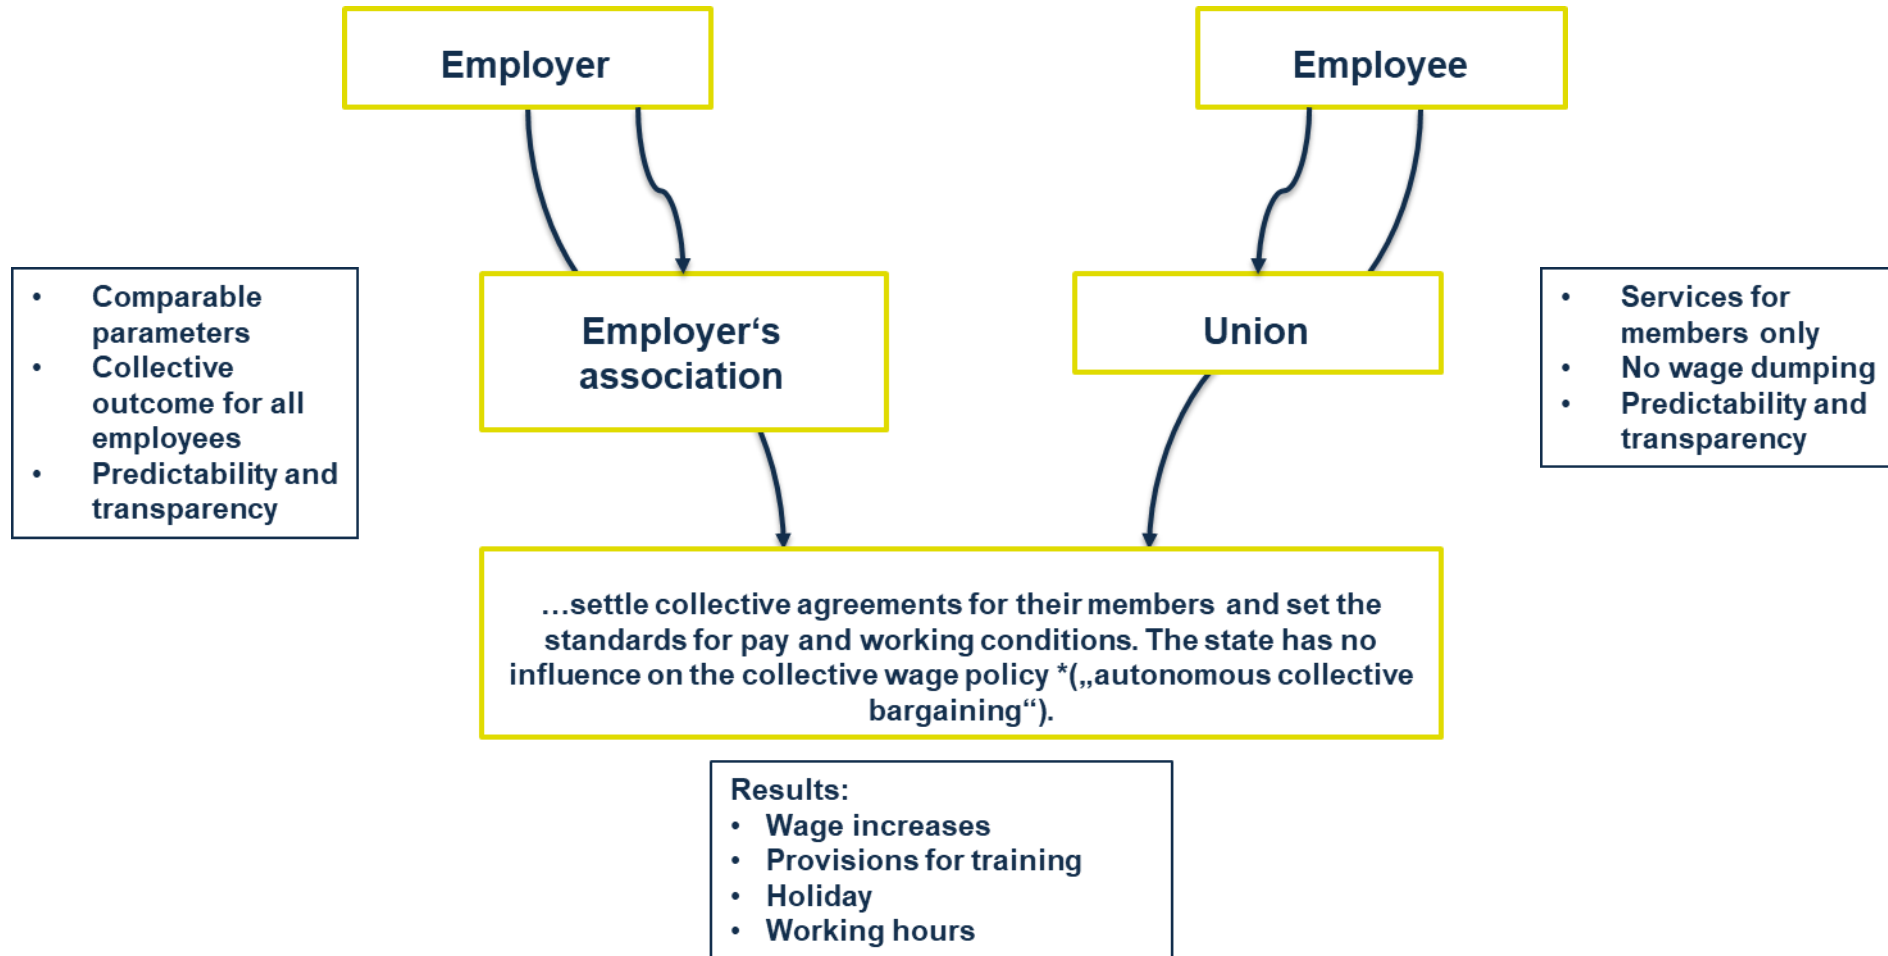 Employer
Employee
• Comparable
parameters
• Collective
outcome for all
employees
• Predictability and
transparency
Employer‘s
association
Union
• Services for
members only
• No wage dumping
• Predictability and
transparency
...settle collective agreements for their members and set the
standards for pay and working conditions. The state has no
influence on the collective wage policy *(„autonomous collective
bargaining“).
Results:
• Wage increases
• Provisions for training
• Holiday
• Working hours